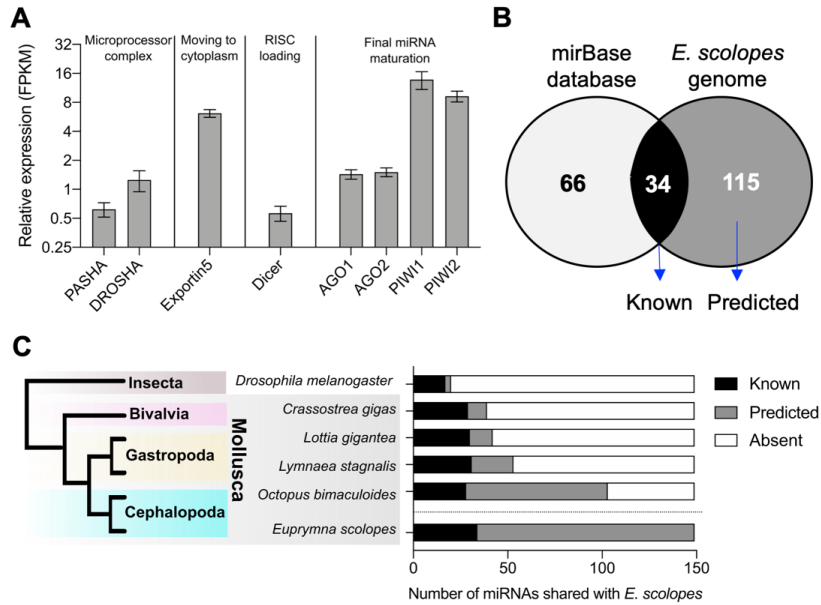 A
Relative expression (FPKM)
32
16
8
4
2
1
0.5
0.25
Microprocessor
complex
Moving to
cytoplasm
RISC
loading
Final miRNA
maturation
PASHA
DROSHA
Exportin5
Dicer
AGO1
AGO2
PIWI1
PIWI2
B
mirBase
database
E. scolopes
genome
66
34
115
Known
Predicted
C
Insecta
Bivalvia
Gastropoda
Cephalopoda
Mollusca
Drosophila melanogaster
Crassostrea gigas
Lottia gigantea
Lymnaea stagnalis
Octopus bimaculoides
Euprymna scolopes
Known
Predicted
Absent
0
50
100
150
Number of miRNAs shared with E. scolopes